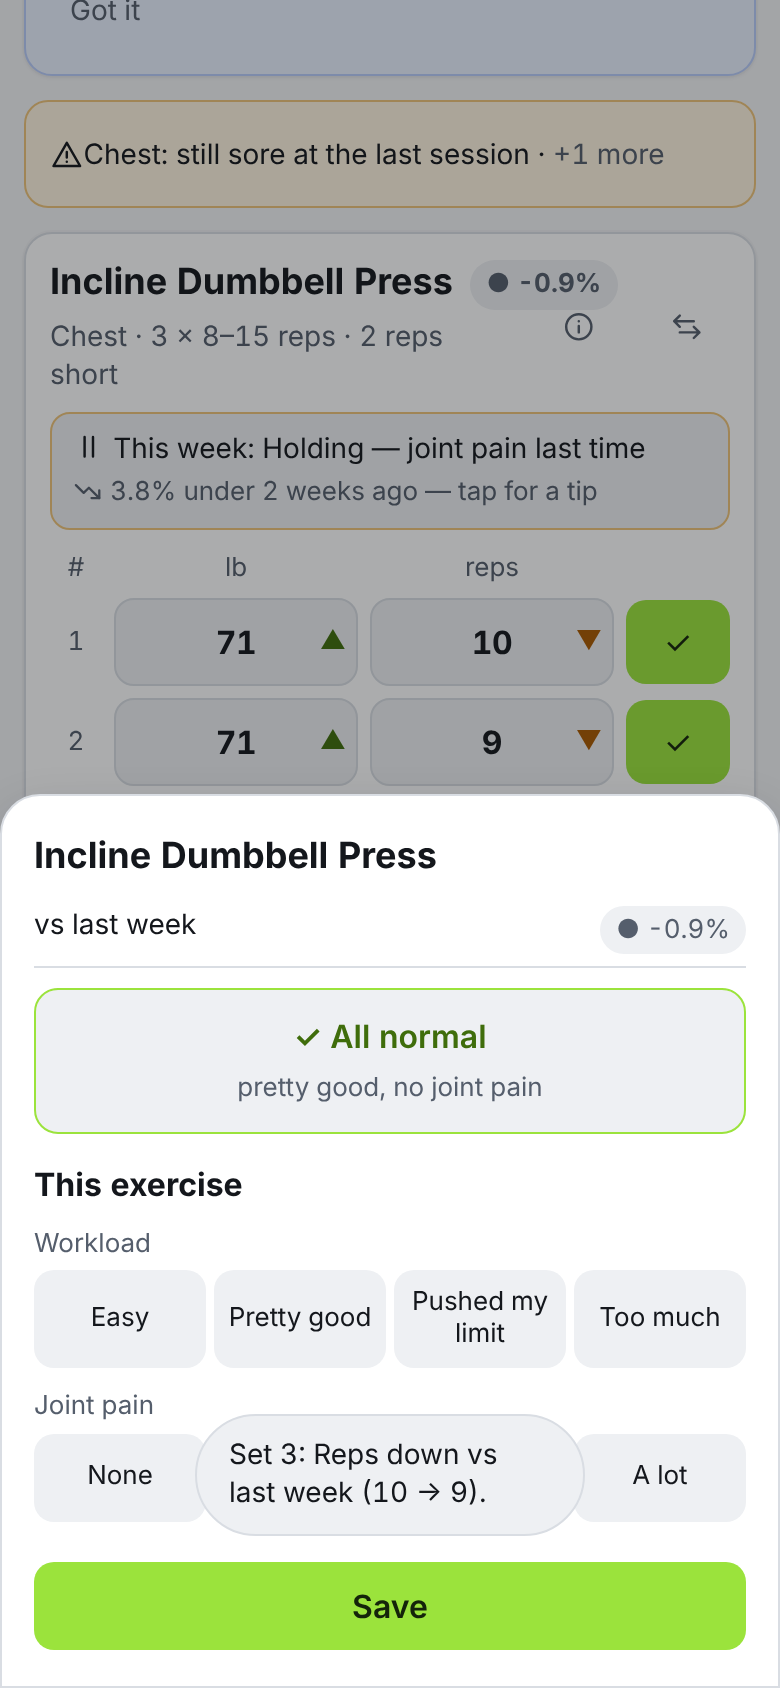 Got it
Chest: still sore at the last session · +1 more
Incline Dumbbell Press -0.9%
Chest · 3 × 8–15 reps · 2 reps
short
This week: Holding — joint pain last time
3.8% under 2 weeks ago — tap for a tip
# lb reps
1 71 10
2 71 9
Incline Dumbbell Press
vs last week -0.9%
All normal
pretty good, no joint pain
This exercise
Workload
Easy
Pretty good
Pushed my
limit
Too much
Joint pain
None
Set 3: Reps down vs
last week (10 → 9).
A lot
Save